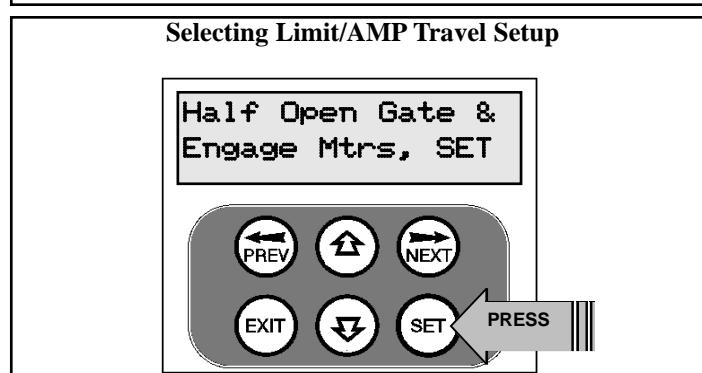 Selecting Limit/AMP Travel Setup
Half Open Gate &
Engage Mtrs, SET
PREV
NEXT
EXIT
SET
PRESS